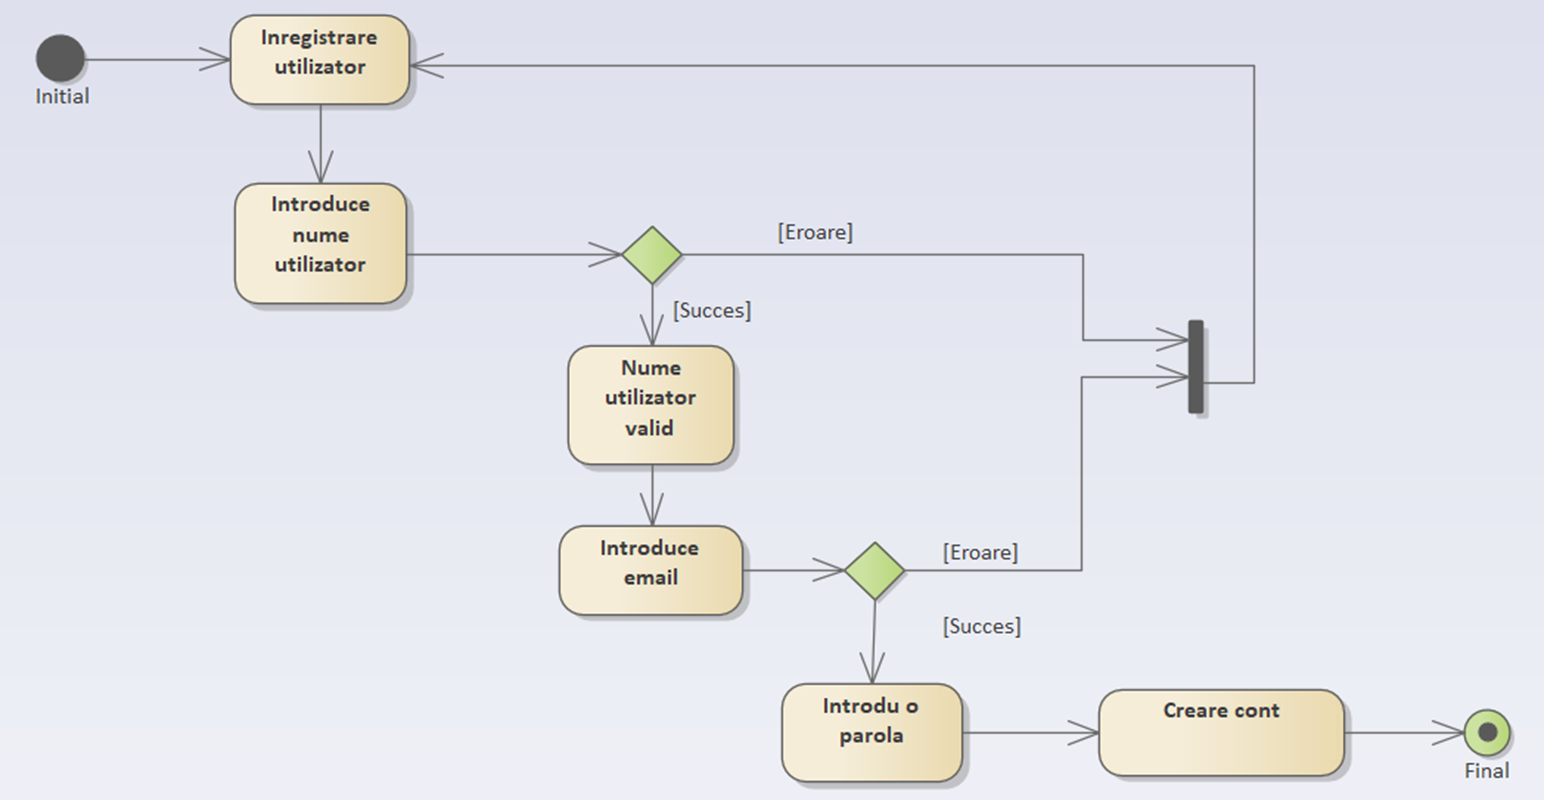 Inregistrare
utilizator
Initial
Introduce
nume
utilizator
[Eroare]
[Succes]
Nume
utilizator
valid
Introduce
email
[Eroare]
[Succes]
Introdu o
parola
Creare cont
Final